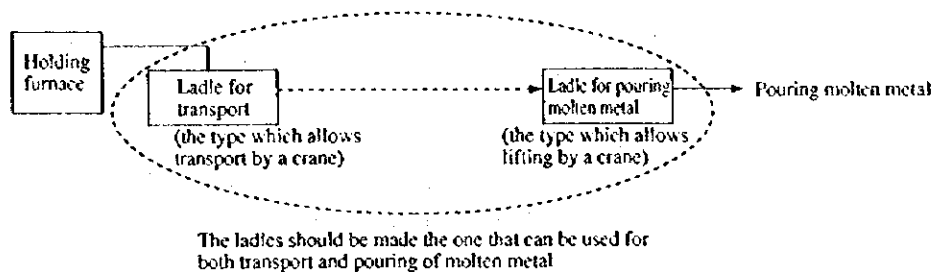 Holding
furnace
Ladle for
transport
(the type which allows
transport by a crane)
Ladle for pouring
molten metal
(the type which allows
lifting by a crane)
Pouring molten metal
The ladles should be made the one that can be used for
both transport and pouring of molten metal